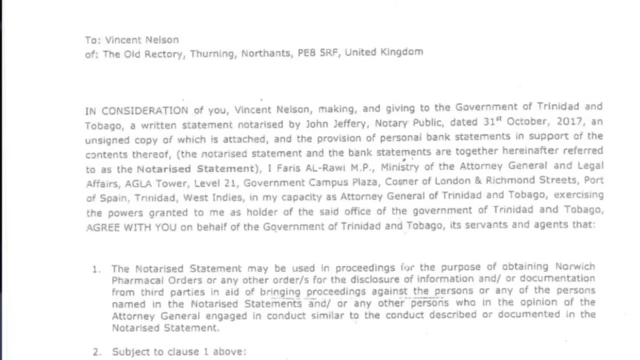 To: Vincent Nelson
of: The Old Rectory, Thurning, Northants, PE8 5RF, United Kingdom
IN CONSIDERATION of you, Vincent Nelson, making, and giving to the Government of Trinidad and
Tobago, a written statement notarised by John Jeffery, Notary Public, dated 31st October, 2017, an
unsigned copy of which is attached, and the provision of personal bank statements in support of the
contents thereof, (the notarised statement and the bank statements are together hereinafter referred
to as the Notarised Statement), I Faris AL-Rawi M.P., Ministry of the Attorney General and Legal
Affairs, AGLA Tower, Level 21, Government Campus Plaza, Cosner of London & Richmond Streets, Port
of Spain, Trinidad, West Indies, in my capacity as Attorney General of Trinidad and Tobago, exercising
the powers granted to me as holder of the said office of the government of Trinidad and Tobago,
AGREE WITH YOU on behalf of the Government of Trinidad and Tobago, its servants and agents that:
1. The Notarised Statement may be used in proceedings for the purpose of obtaining Norwich
Pharmacal Orders or any other order/s for the disclosure of information and/ or documentation
from third parties in aid of bringing proceedings against the persons or any of the persons
named in the Notarised Statements and/ or any other persons who in the opinion of the
Attorney General engaged in conduct similar to the conduct described or documented in the
Notarised Statement.
2. Subject to clause 1 above: